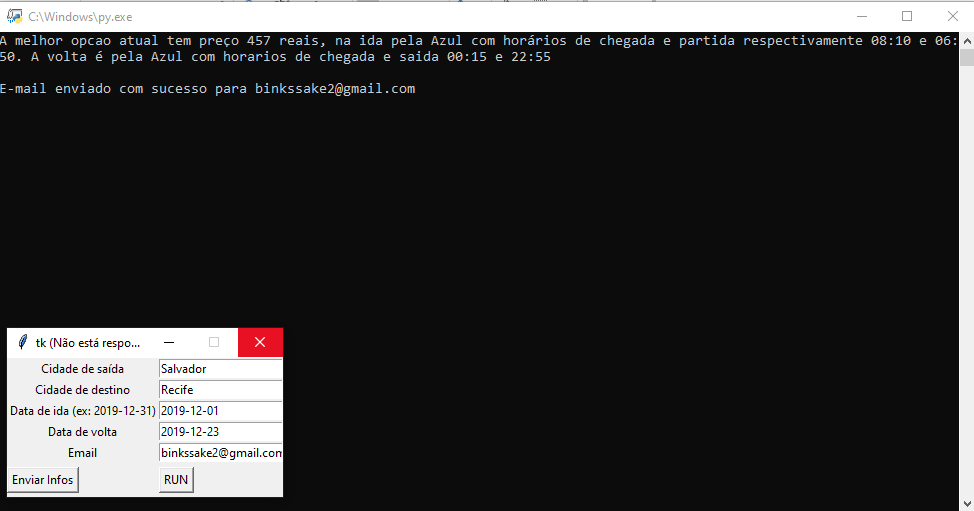 C:\Windows\py.exe
A melhor opcao atual tem preço 457 reais, na ida pela Azul com horários de chegada e partida respectivamente 08:10 e 06:
50. A volta é pela Azul com horarios de chegada e saida 00:15 e 22:55
E-mail enviado com sucesso para binkssake2@gmail.com
tk (Não está respo...
Cidade de saída Salvador
Cidade de destino Recife
Data de ida (ex: 2019-12-31) 2019-12-01
Data de volta 2019-12-23
Email binkssake2@gmail.com
Enviar Infos RUN